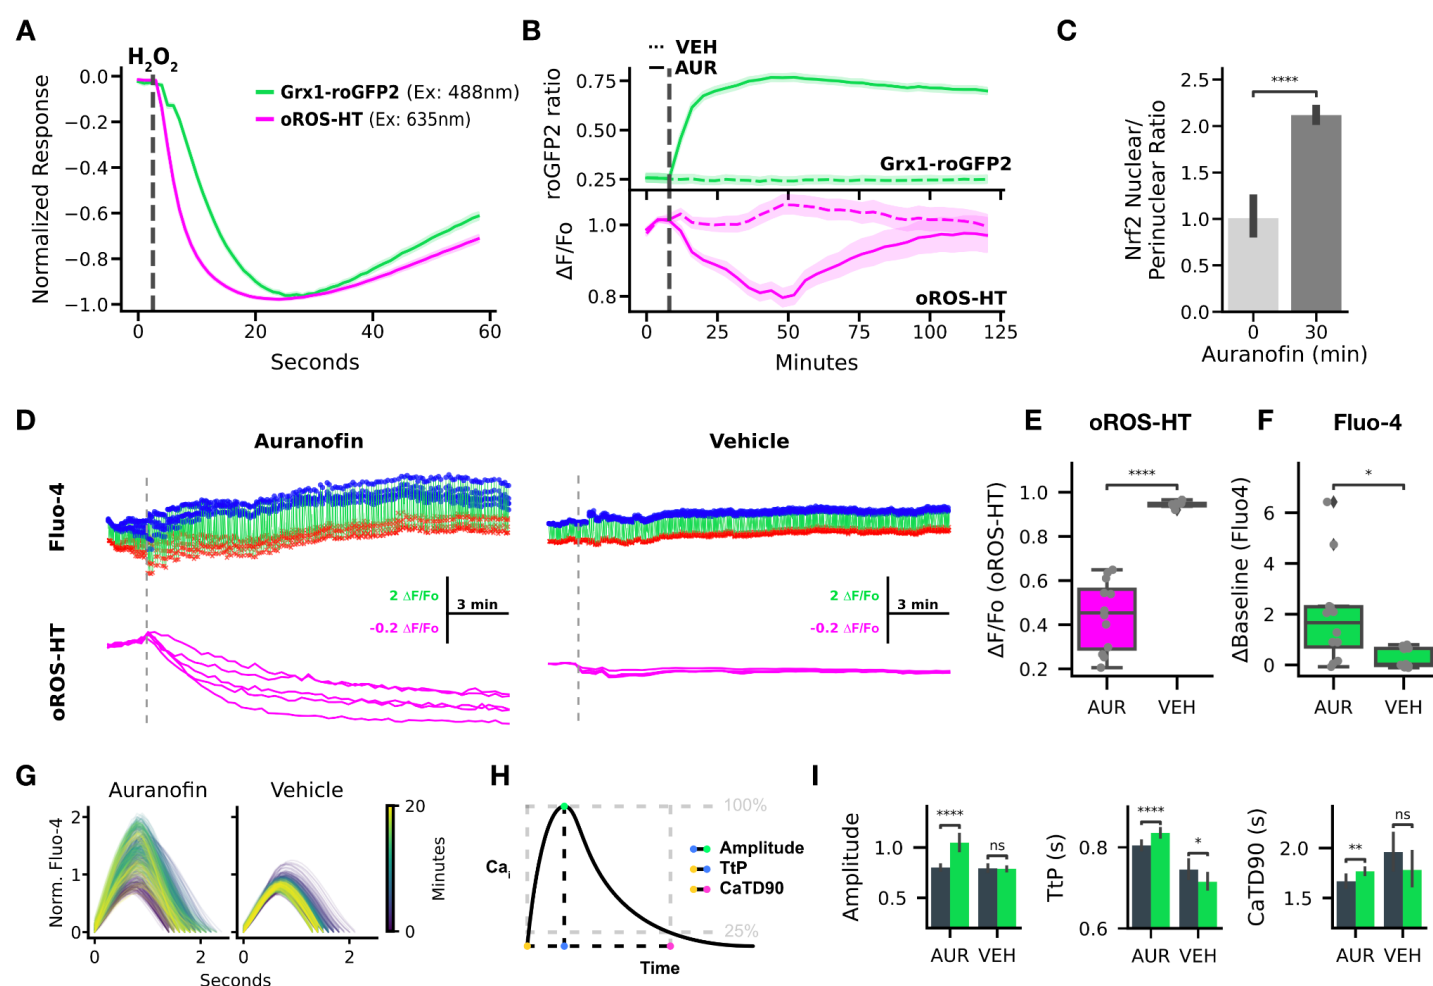 A
H2O2
Grx1-roGFP2 (Ex: 488nm)
oROS-HT (Ex: 635nm)
Normalized Response
0.0
−0.2
−0.4
−0.6
−0.8
−1.0
0
20
40
60
Seconds
B
VEH
AUR
roGFP2 ratio
0.75
0.50
0.25
Grx1-roGFP2
ΔF/Fo
1.0
0.8
oROS-HT
0
25
50
75
100
125
Minutes
C
Nrf2 Nuclear/
Perinuclear Ratio
2.5
2.0
1.5
1.0
0.5
0.0
****
0
30
Auranofin (min)
D
Auranofin
Vehicle
Fluo-4
oROS-HT
2 ΔF/Fo
-0.2 ΔF/Fo
3 min
2 ΔF/Fo
-0.2 ΔF/Fo
3 min
E
oROS-HT
ΔF/Fo (oROS-HT)
1.0
0.8
0.6
0.4
0.2
****
AUR
VEH
F
Fluo-4
ΔBaseline (Fluo4)
6
4
2
0
*
AUR
VEH
G
Auranofin
Vehicle
Norm. Fluo-4
2
1
0
0
2
0
2
Seconds
20
0
Minutes
H
Cai
100%
25%
Amplitude
TtP
CaTD90
Time
I
Amplitude
1.0
0.5
****
ns
AUR VEH
TtP (s)
0.8
0.6
****
*
AUR VEH
CaTD90 (s)
2.0
1.5
**
ns
AUR VEH